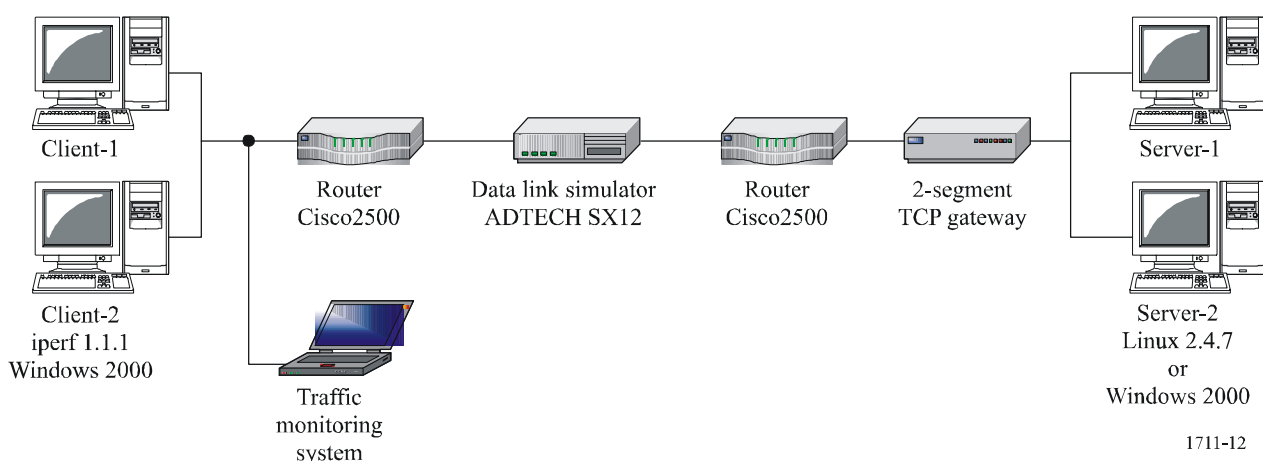 Client-1
Client-2
iperf 1.1.1
Windows 2000
Traffic
monitoring
system
Router
Cisco2500
Data link simulator
ADTECH SX12
Router
Cisco2500
2-segment
TCP gateway
Server-1
Server-2
Linux 2.4.7
or
Windows 2000
1711-12